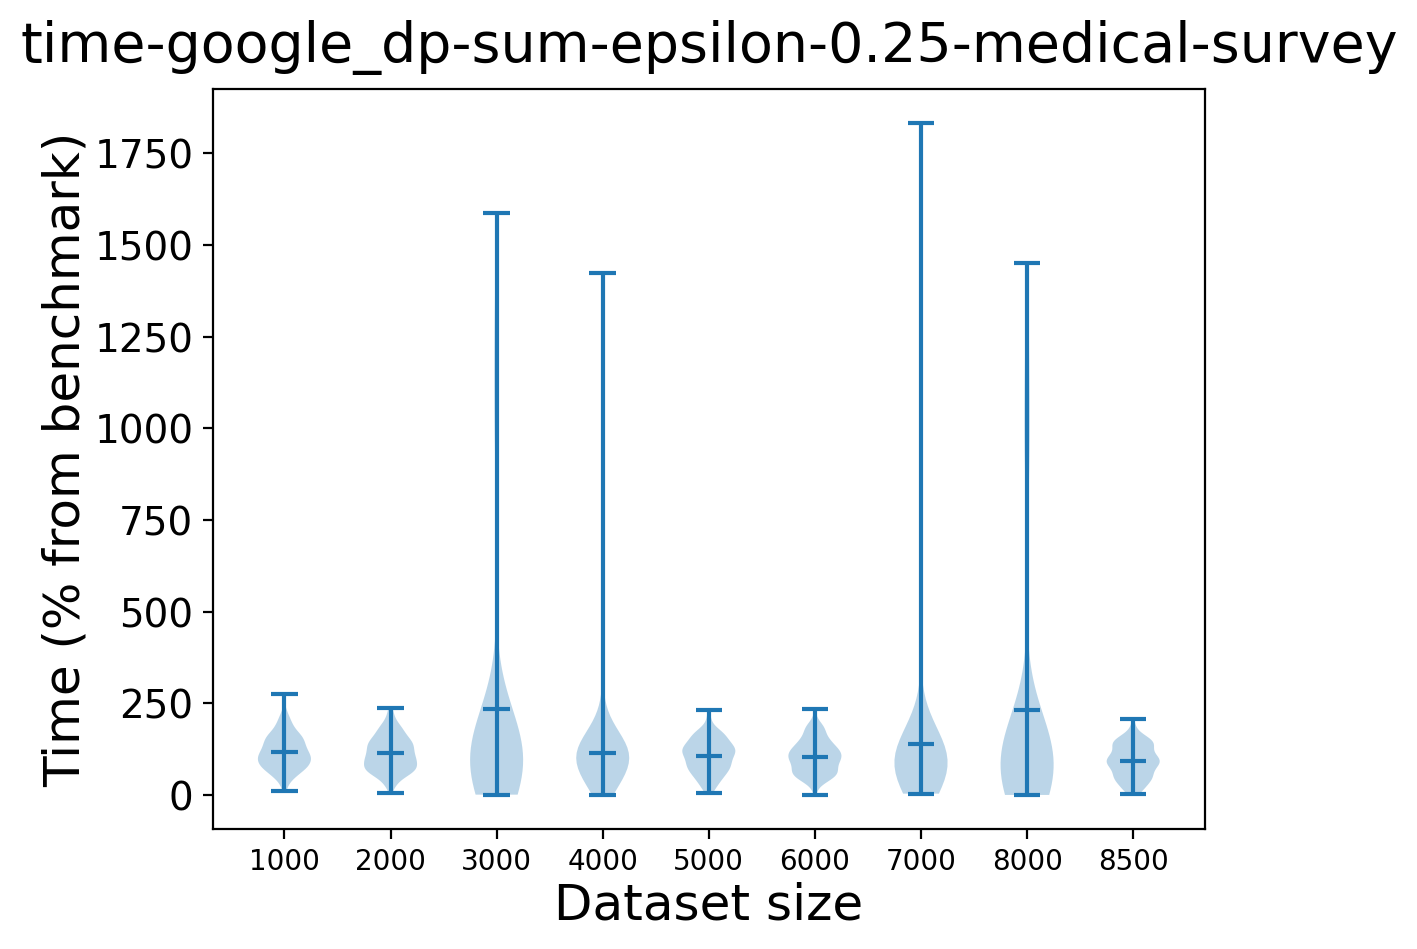 time-google_dp-sum-epsilon-0.25-medical-survey
Time (% from benchmark)
1750
1500
1250
1000
750
500
250
0
1000 2000 3000 4000 5000 6000 7000 8000 8500
Dataset size